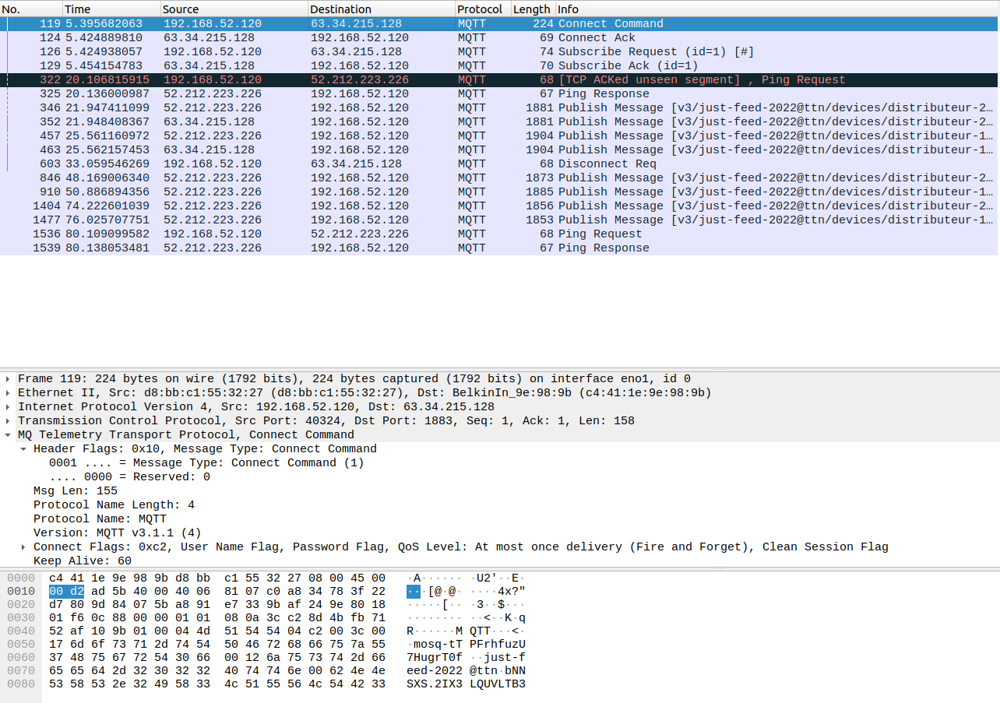 No. Time Source Destination Protocol Length Info
119 5.395682063 192.168.52.120 63.34.215.128 MQTT 224 Connect Command
124 5.424889810 63.34.215.128 192.168.52.120 MQTT 69 Connect Ack
126 5.424938057 192.168.52.120 63.34.215.128 MQTT 74 Subscribe Request (id=1) [#]
129 5.454154783 63.34.215.128 192.168.52.120 MQTT 70 Subscribe Ack (id=1)
322 20.106815915 192.168.52.120 52.212.223.226 MQTT 68 [TCP ACKed unseen segment] , Ping Request
325 20.136000987 52.212.223.226 192.168.52.120 MQTT 67 Ping Response
346 21.947411099 52.212.223.226 192.168.52.120 MQTT 1881 Publish Message [v3/just-feed-2022@ttn/devices/distributeur-2…
352 21.948408367 63.34.215.128 192.168.52.120 MQTT 1881 Publish Message [v3/just-feed-2022@ttn/devices/distributeur-2…
457 25.561160972 52.212.223.226 192.168.52.120 MQTT 1904 Publish Message [v3/just-feed-2022@ttn/devices/distributeur-1…
463 25.562157453 63.34.215.128 192.168.52.120 MQTT 1904 Publish Message [v3/just-feed-2022@ttn/devices/distributeur-1…
603 33.059546269 192.168.52.120 63.34.215.128 MQTT 68 Disconnect Req
846 48.169006340 52.212.223.226 192.168.52.120 MQTT 1873 Publish Message [v3/just-feed-2022@ttn/devices/distributeur-2…
910 50.886894356 52.212.223.226 192.168.52.120 MQTT 1885 Publish Message [v3/just-feed-2022@ttn/devices/distributeur-1…
1404 74.222601039 52.212.223.226 192.168.52.120 MQTT 1856 Publish Message [v3/just-feed-2022@ttn/devices/distributeur-2…
1477 76.025707751 52.212.223.226 192.168.52.120 MQTT 1853 Publish Message [v3/just-feed-2022@ttn/devices/distributeur-1…
1536 80.109099582 192.168.52.120 52.212.223.226 MQTT 68 Ping Request
1539 80.138053481 52.212.223.226 192.168.52.120 MQTT 67 Ping Response
Frame 119: 224 bytes on wire (1792 bits), 224 bytes captured (1792 bits) on interface eno1, id 0
Ethernet II, Src: d8:bb:c1:55:32:27 (d8:bb:c1:55:32:27), Dst: BelkinIn_9e:98:9b (c4:41:1e:9e:98:9b)
Internet Protocol Version 4, Src: 192.168.52.120, Dst: 63.34.215.128
Transmission Control Protocol, Src Port: 40324, Dst Port: 1883, Seq: 1, Ack: 1, Len: 158
MQ Telemetry Transport Protocol, Connect Command
Header Flags: 0x10, Message Type: Connect Command
0001 .... = Message Type: Connect Command (1)
.... 0000 = Reserved: 0
Msg Len: 155
Protocol Name Length: 4
Protocol Name: MQTT
Version: MQTT v3.1.1 (4)
Connect Flags: 0xc2, User Name Flag, Password Flag, QoS Level: At most once delivery (Fire and Forget), Clean Session Flag
Keep Alive: 60
0000 c4 41 1e 9e 98 9b d8 bb c1 55 32 27 08 00 45 00 ·A······ ·U2'··E·
0010 00 d2 ad 5b 40 00 40 06 81 07 c0 a8 34 78 3f 22 ···[@·@· ····4x?"
0020 d7 80 9d 84 07 5b a8 91 e7 33 9b af 24 9e 80 18 ·····[·· ·3··$···
0030 01 f6 0c 88 00 00 01 01 08 0a 3c c2 8d 4b fb 71 ········ ··<··K·q
0040 52 af 10 9b 01 00 04 4d 51 54 54 04 c2 00 3c 00 R······M QTT···<·
0050 17 6d 6f 73 71 2d 74 54 50 46 72 68 66 75 7a 55 ·mosq-tT PFrhfuzU
0060 37 48 75 67 72 54 30 66 00 12 6a 75 73 74 2d 66 7HugrT0f ··just-f
0070 65 65 64 2d 32 30 32 32 40 74 74 6e 00 62 4e 4e eed-2022 @ttn·bNN
0080 53 58 53 2e 32 49 58 33 4c 51 55 56 4c 54 42 33 SXS.2IX3 LQUVLTB3